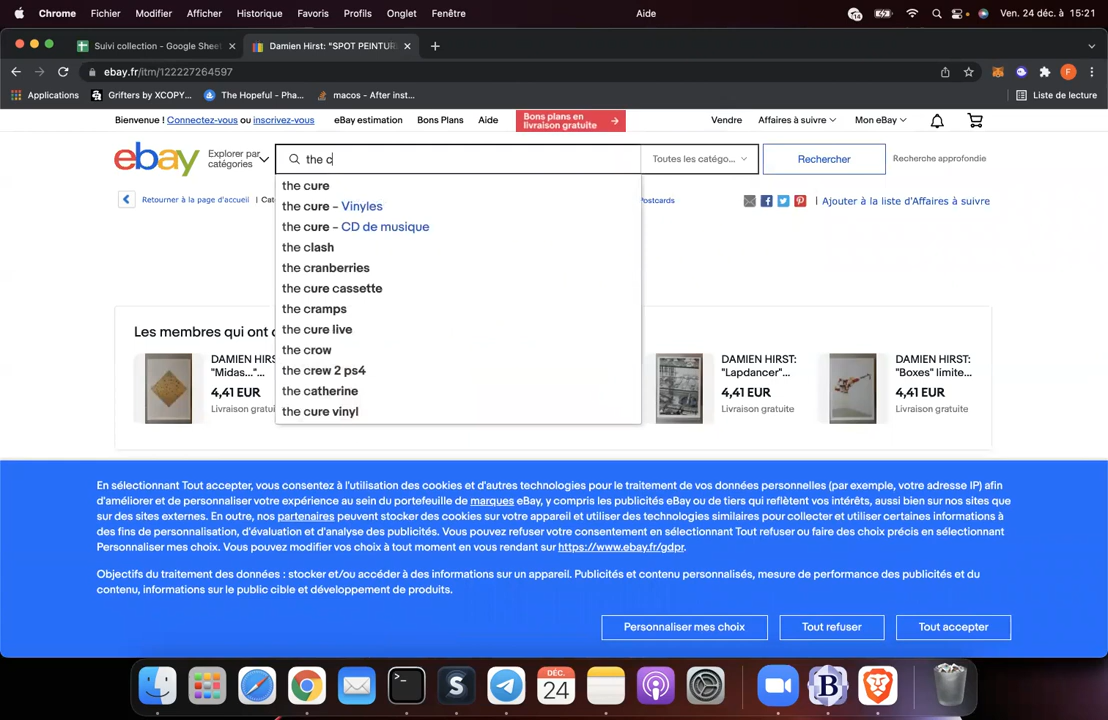 Chrome Fichier Modifier Afficher Historique Favoris Profils Onglet Fenêtre Aide 14 Ven. 24 déc. à 15:21
Suivi collection - Google Shee Damien Hirst: "SPOT PEINTUR
ebay.fr/itm/122227264597 F
Applications Grifters by XCOPY... The Hopeful - Pha... macos - After inst... Liste de lecture
Bienvenue ! Connectez-vous ou inscrivez-vous eBay estimation Bons Plans Aide Bons plans en livraison gratuite → Vendre Affaires à suivre Mon eBay
ebay Explorer par catégories the c Toutes les catégo... Rechercher Recherche approfondie
Retourner à la page d'accueil | Cat Postcards | Ajouter à la liste d'Affaires à suivre
the cure
the cure – Vinyles
the cure – CD de musique
the clash
the cranberries
the cure cassette
the cramps
the cure live
the crow
the crew 2 ps4
the catherine
the cure vinyl
Les membres qui ont
DAMIEN HIRST: "Midas..."...
4,41 EUR
Livraison gratui
DAMIEN HIRST: "Lapdancer"...
4,41 EUR
Livraison gratuite
DAMIEN HIRST: "Boxes" limite...
4,41 EUR
Livraison gratuite
En sélectionnant Tout accepter, vous consentez à l'utilisation des cookies et d'autres technologies pour le traitement de vos données personnelles (par exemple, votre adresse IP) afin
d'améliorer et de personnaliser votre expérience au sein du portefeuille de marques eBay, y compris les publicités eBay ou de tiers qui reflètent vos intérêts, aussi bien sur nos sites que
sur des sites externes. En outre, nos partenaires peuvent stocker des cookies sur votre appareil et utiliser des technologies similaires pour collecter et utiliser certaines informations à
des fins de personnalisation, d'évaluation et d'analyse des publicités. Vous pouvez refuser votre consentement en sélectionnant Tout refuser ou faire des choix précis en sélectionnant
Personnaliser mes choix. Vous pouvez modifier vos choix à tout moment en vous rendant sur https://www.ebay.fr/gdpr.
Objectifs du traitement des données : stocker et/ou accéder à des informations sur un appareil. Publicités et contenu personnalisés, mesure de performance des publicités et du
contenu, informations sur le public cible et développement de produits.
Personnaliser mes choix Tout refuser Tout accepter
DÉC.
24